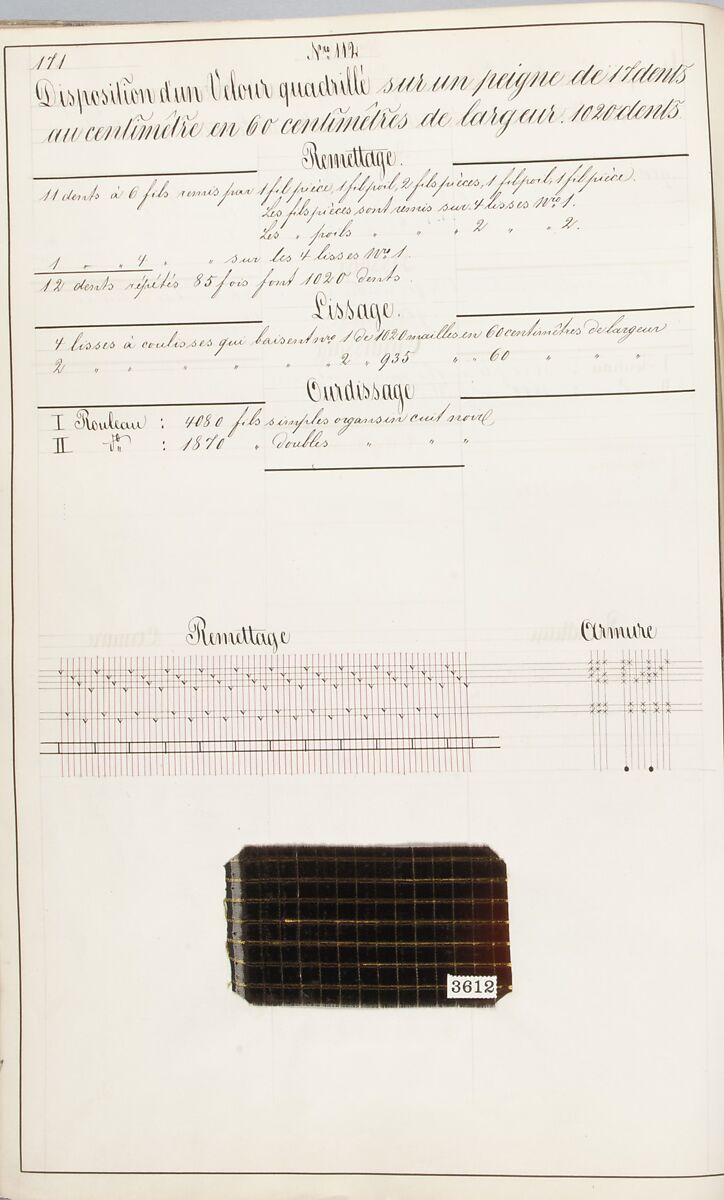 171
Nro 112
Disposition d'un Velour quadrillé sur un peigne de 17 dents
au centimètre en 60 centimètres de largeur. 1020 dents
Remettage.
11 dents à 6 fils remis par 1 fil pièce, 1 fil poil, 2 fils pièces, 1 fil poil, 1 fil pièce.
Les fils pièces sont remis sur 4 lisses Nro 1.
Les „ poils „ „ „ 2 „ „ 2.
1 „ „ 4 „ „ sur les 4 lisses Nro 1.
12 dents répétés 85 fois font 1020 dents.
Lissage.
4 lisses à coulisses qui baisent nro 1 de 1020 mailles en 60 centimètres de largeur
2 „ „ „ „ „ „ 2 „ 935 „ „ 60 „ „ „
Ourdissage
I Rouleau : 4080 fils simples organsin cuit noir
II do : 1870 „ doubles „ „ „
Remettage
Armure
3612